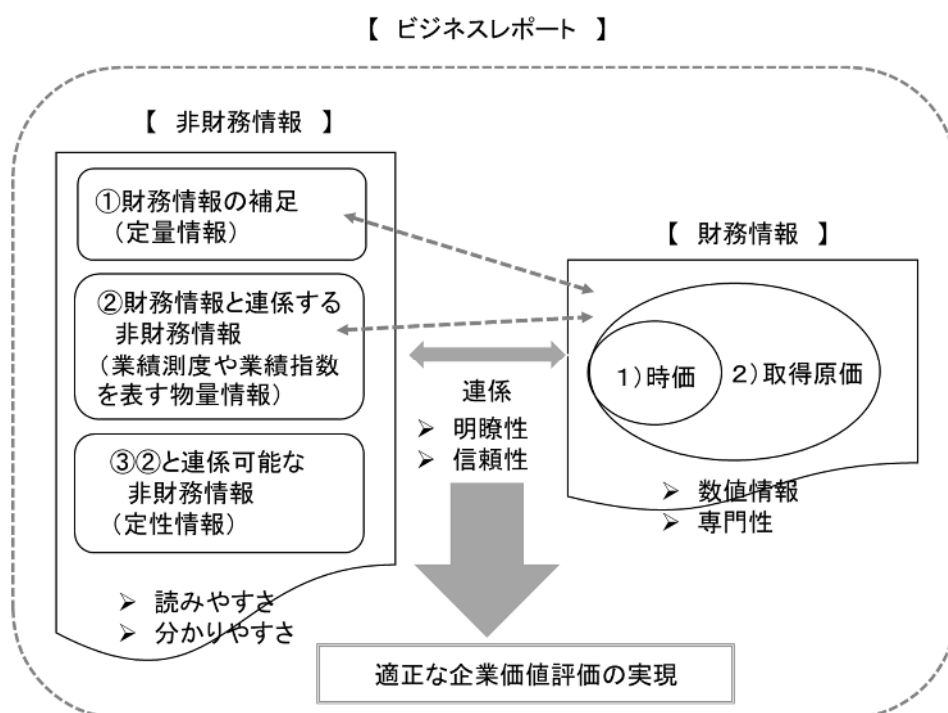 【 ビジネスレポート 】
【 非財務情報 】
①財務情報の補足
（定量情報）
②財務情報と連係する
非財務情報
（業績測度や業績指数
を表す物量情報）
③②と連係可能な
非財務情報
（定性情報）
➢ 読みやすさ
➢ 分かりやすさ
連係
➢ 明瞭性
➢ 信頼性
【 財務情報 】
1）時価
2）取得原価
➢ 数値情報
➢ 専門性
適正な企業価値評価の実現